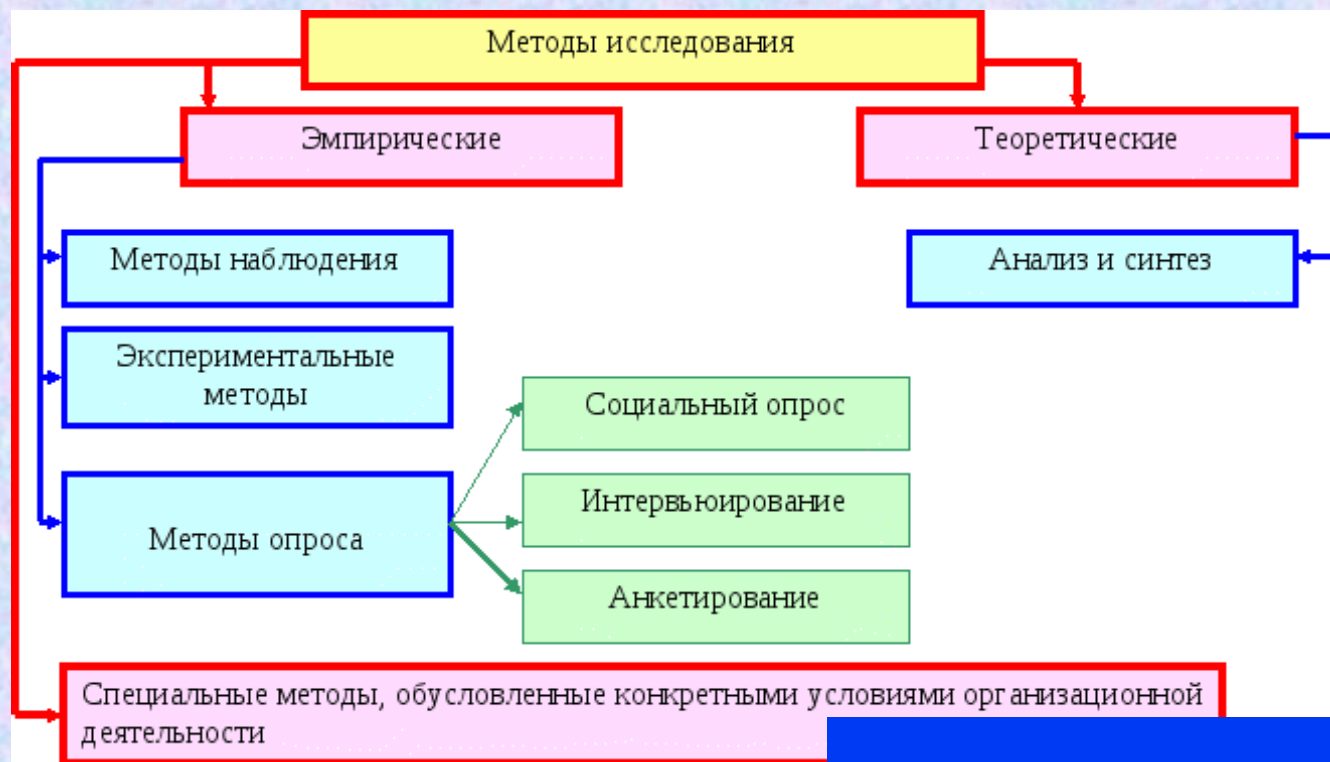 Методы исследования
Эмпирические
Теоретические
Методы наблюдения
Анализ и синтез
Экспериментальные
методы
Социальный опрос
Интервьюирование
Методы опроса
Анкетирование
Специальные методы, обусловленные конкретными условиями организационной
деятельности